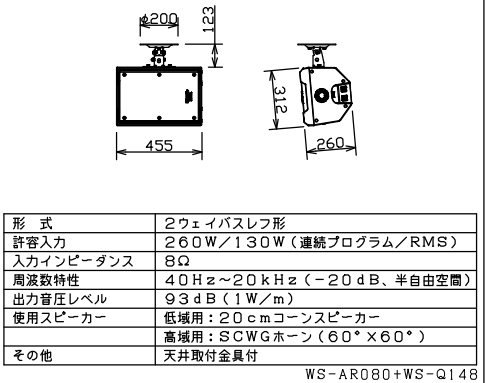 φ200
123
312
455
260
形　式　２ウェイバスレフ形
許容入力　２６０Ｗ／１３０Ｗ（連続プログラム／ＲＭＳ）
入力インピーダンス　８Ω
周波数特性　４０Ｈｚ～２０ｋＨｚ（－２０ｄＢ、半自由空間）
出力音圧レベル　９３ｄＢ（１Ｗ／ｍ）
使用スピーカー　低域用：２０ｃｍコーンスピーカー
高域用：ＳＣＷＧホーン（６０°×６０°）
その他　天井取付金具付
WS-AR080+WS-Q148